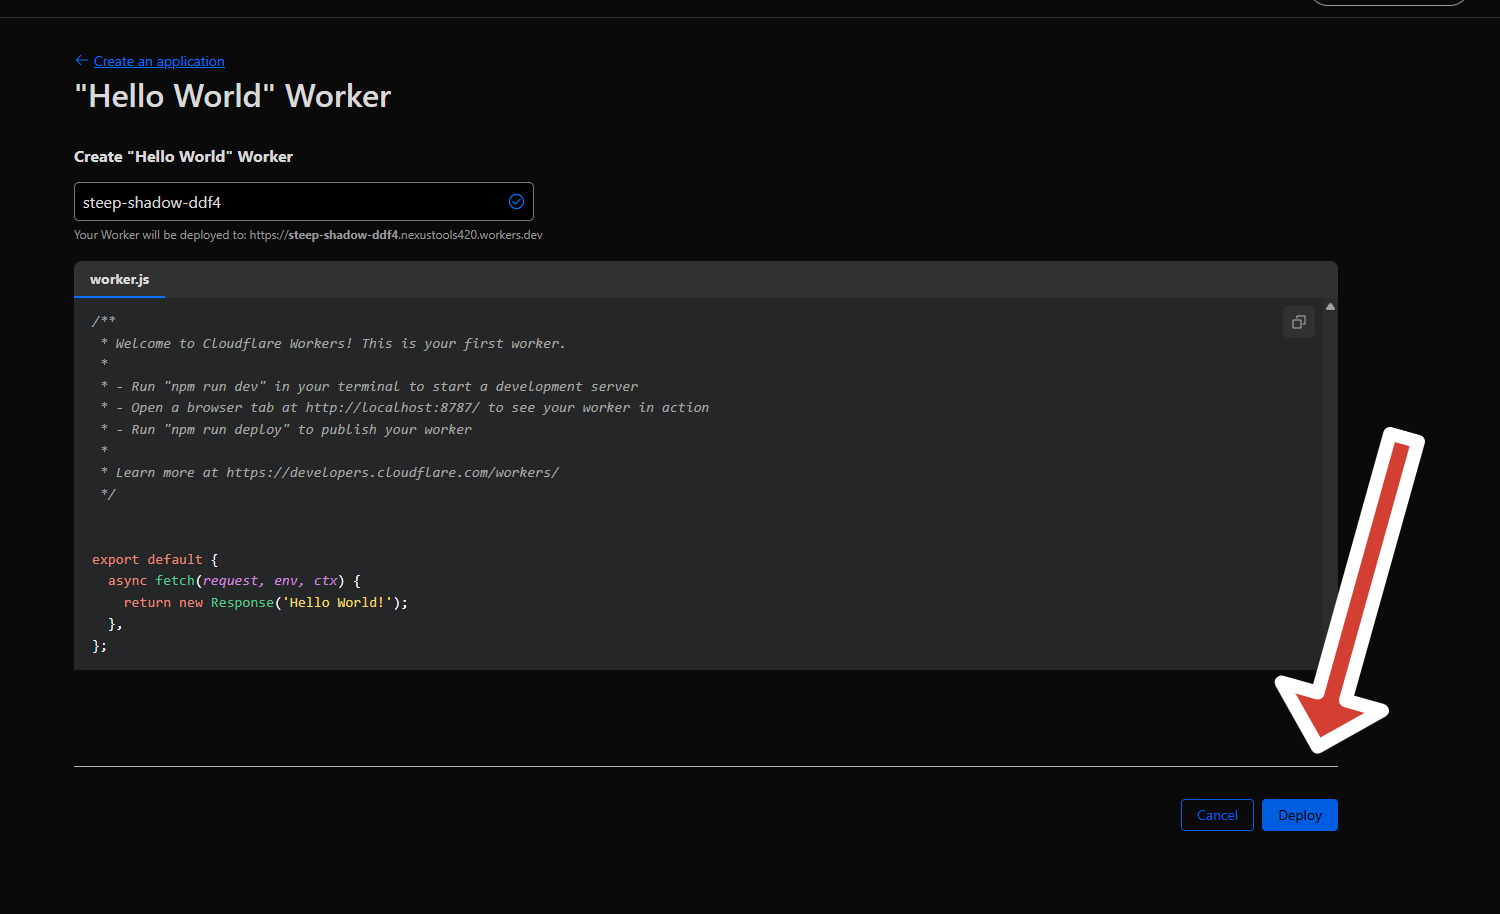 Create an application
"Hello World" Worker
Create "Hello World" Worker
steep-shadow-ddf4
Your Worker will be deployed to: https://steep-shadow-ddf4.nexustools420.workers.dev
worker.js
/**
 * Welcome to Cloudflare Workers! This is your first worker.
 *
 * - Run "npm run dev" in your terminal to start a development server
 * - Open a browser tab at http://localhost:8787/ to see your worker in action
 * - Run "npm run deploy" to publish your worker
 *
 * Learn more at https://developers.cloudflare.com/workers/
 */
export default {
  async fetch(request, env, ctx) {
    return new Response('Hello World!');
  },
};
Cancel
Deploy